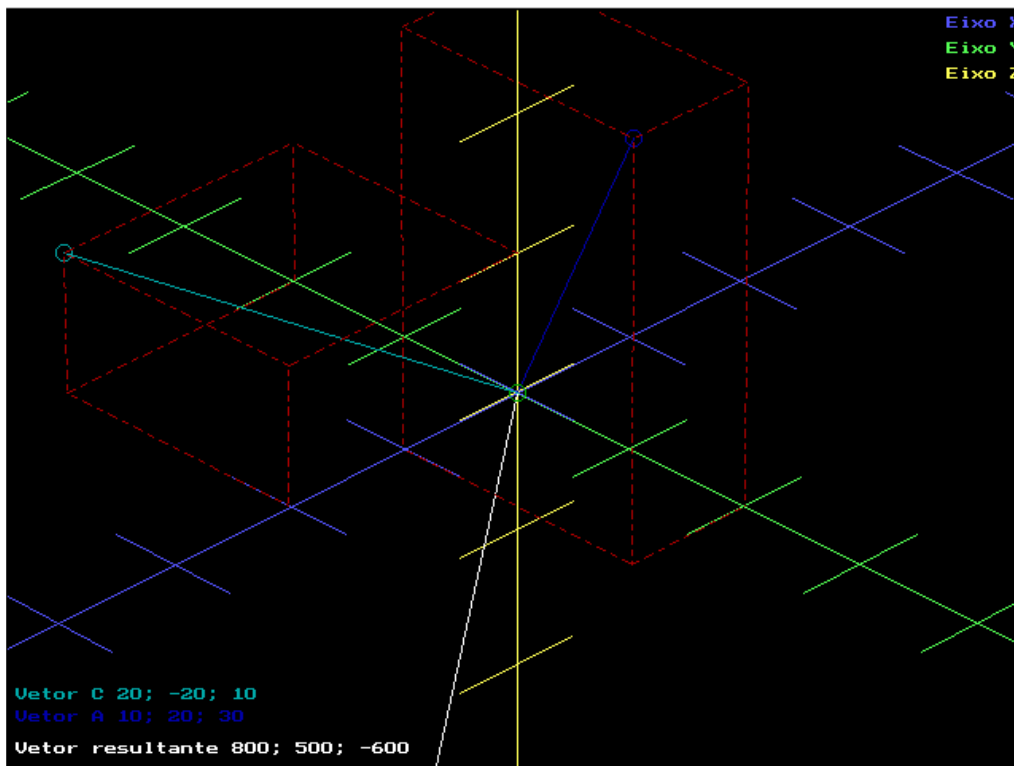 Eixo X
Eixo Y
Eixo Z
Vetor C 20; -20; 10
Vetor A 10; 20; 30
Vetor resultante 800; 500; -600